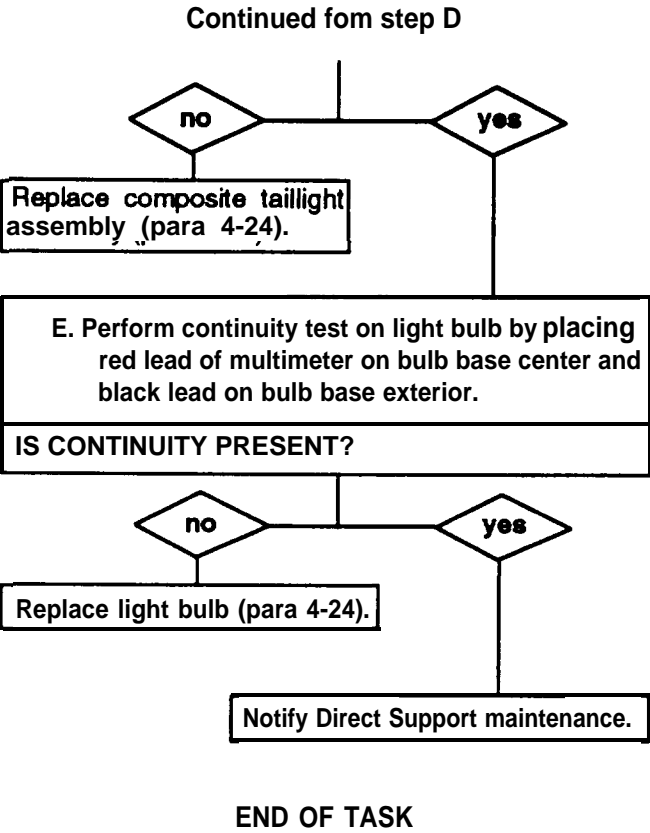 Continued fom step D
no
yes
Replace composite taillight
assembly (para 4-24).
E. Perform continuity test on light bulb by placing
red lead of multimeter on bulb base center and
black lead on bulb base exterior.
IS CONTINUITY PRESENT?
no
yes
Replace light bulb (para 4-24).
Notify Direct Support maintenance.
END OF TASK